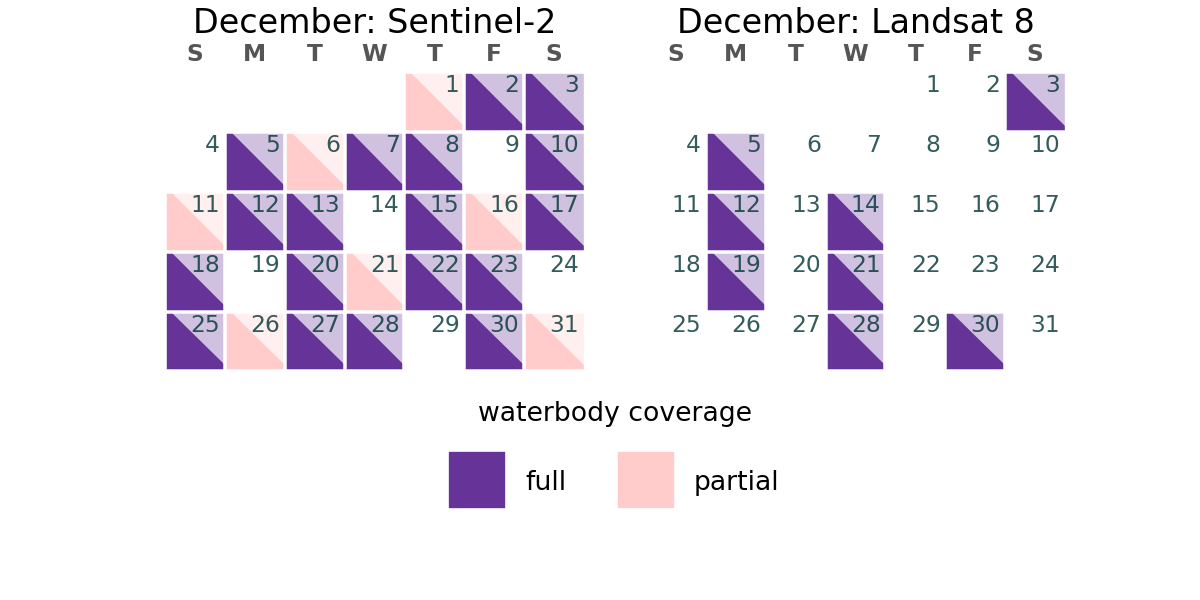 December: Sentinel-2
S M T W T F S
1 2 3
4 5 6 7 8 9 10
11 12 13 14 15 16 17
18 19 20 21 22 23 24
25 26 27 28 29 30 31
December: Landsat 8
S M T W T F S
1 2 3
4 5 6 7 8 9 10
11 12 13 14 15 16 17
18 19 20 21 22 23 24
25 26 27 28 29 30 31
waterbody coverage
full partial